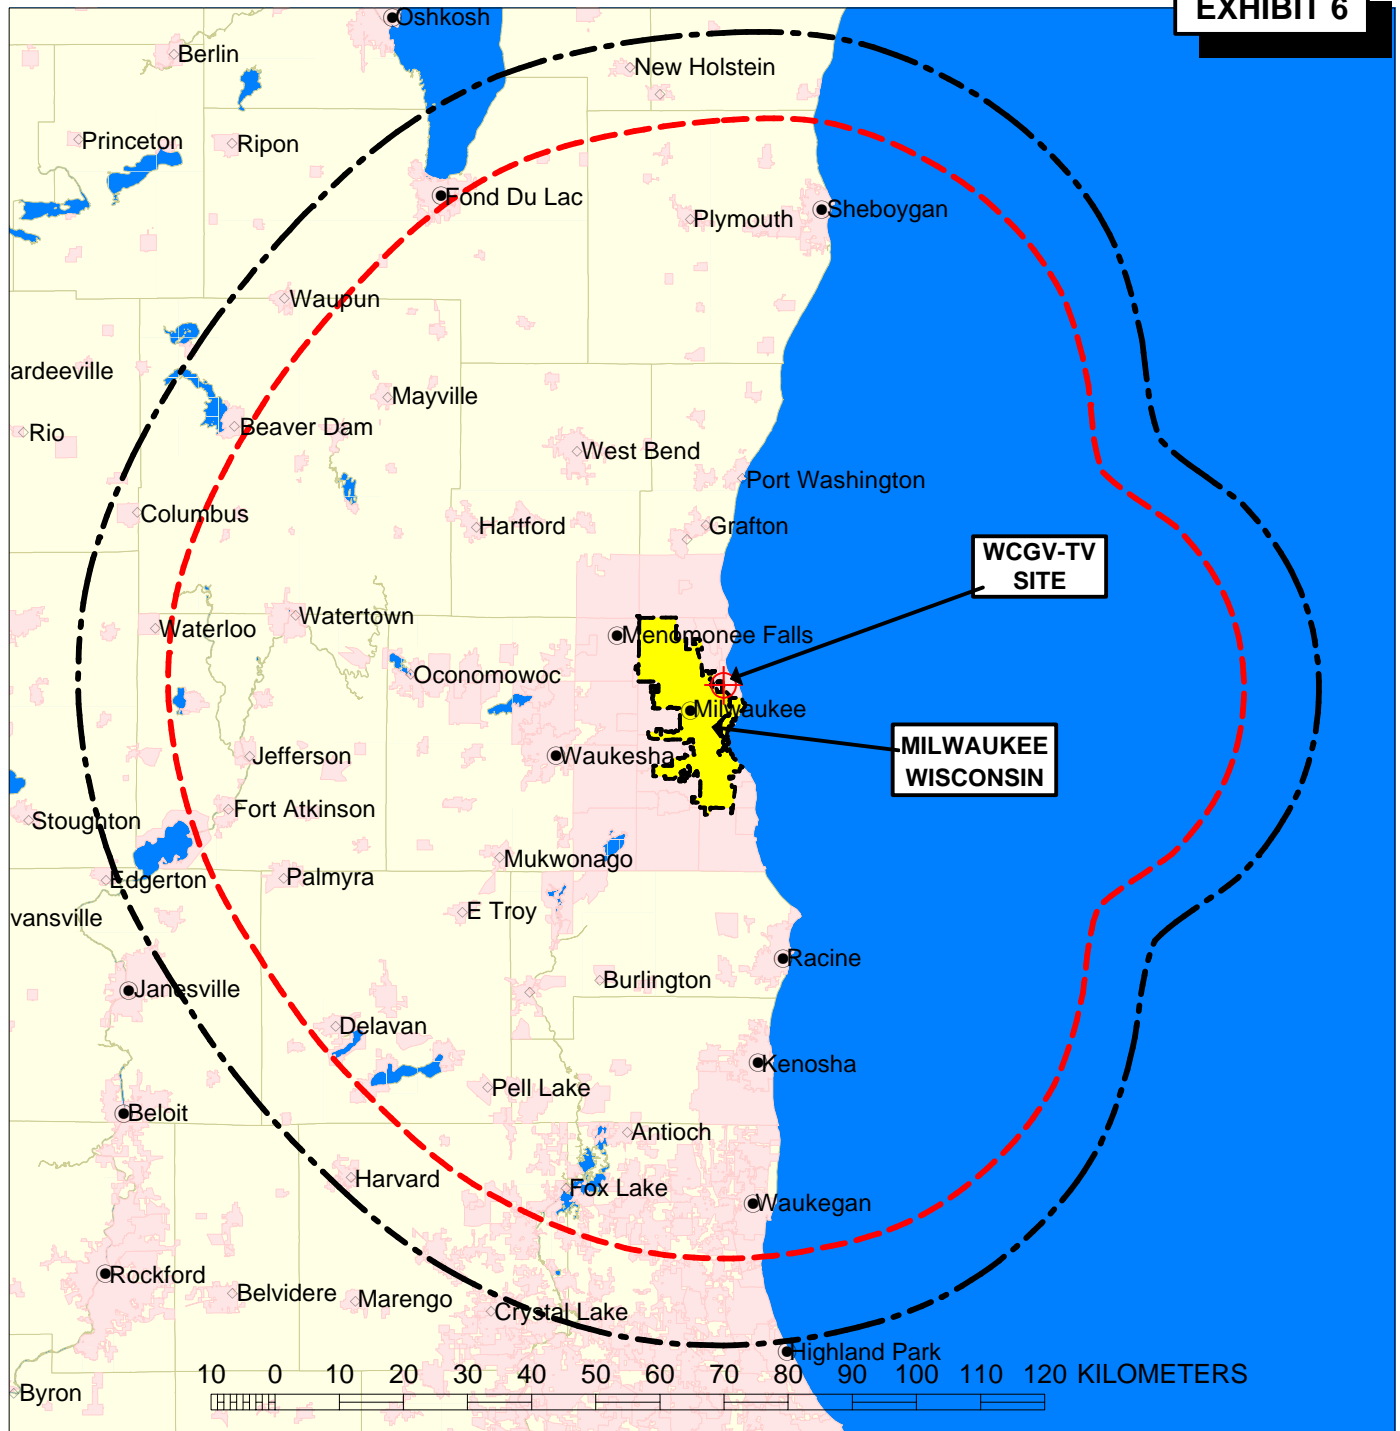 EXHIBIT 6
Oshkosh
Berlin
New Holstein
Princeton
Ripon
Fond Du Lac
Plymouth
Sheboygan
Waupun
ardeeville
Mayville
Rio
Beaver Dam
West Bend
Port Washington
Columbus
Hartford
Grafton
WCGV-TV
SITE
Watertown
Waterloo
Menomonee Falls
Oconomowoc
Milwaukee
MILWAUKEE
WISCONSIN
Jefferson
Waukesha
Fort Atkinson
Stoughton
Mukwonago
Edgerton
Palmyra
E Troy
vansville
Racine
Burlington
Janesville
Delavan
Kenosha
Pell Lake
Beloit
Antioch
Harvard
Fox Lake
Waukegan
Rockford
Belvidere
Marengo
Crystal Lake
Highland Park
10 0 10 20 30 40 50 60 70 80 90 100 110 120 KILOMETERS
Byron